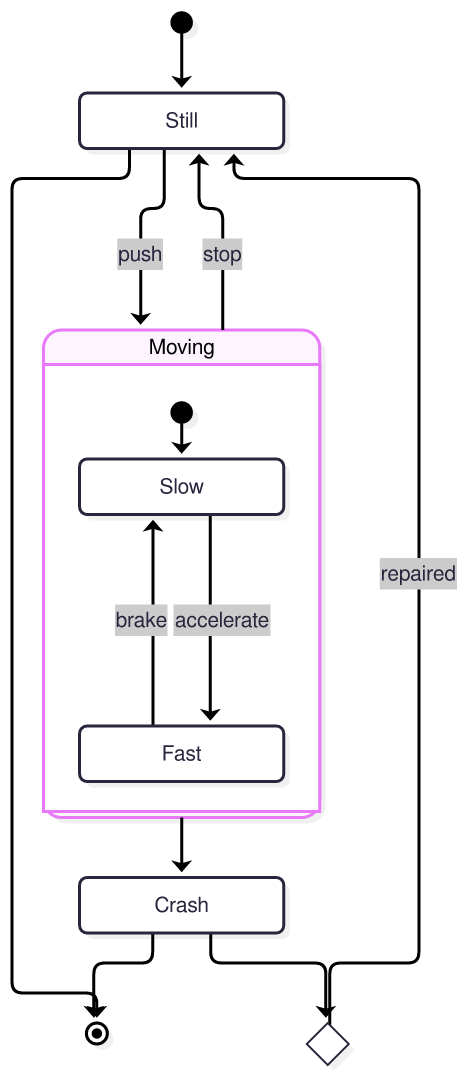 Still
push
stop
Moving
Slow
repaired
brake
accelerate
Fast
Crash